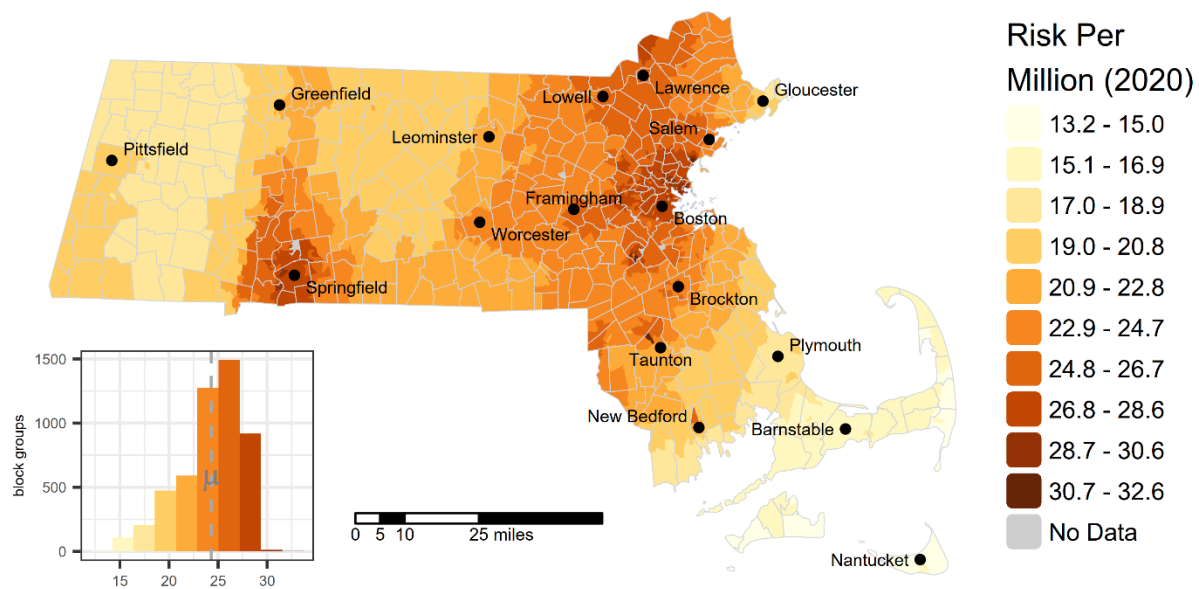 Risk Per
Million (2020)
13.2 - 15.0
15.1 - 16.9
17.0 - 18.9
19.0 - 20.8
20.9 - 22.8
22.9 - 24.7
24.8 - 26.7
26.8 - 28.6
28.7 - 30.6
30.7 - 32.6
No Data
Greenfield
Pittsfield
Leominster
Lowell
Lawrence
Gloucester
Salem
Framingham
Worcester
Boston
Springfield
Brockton
Taunton
Plymouth
New Bedford
Barnstable
Nantucket
0 5 10 25 miles
block groups
1500
1000
500
0
μ
15 20 25 30